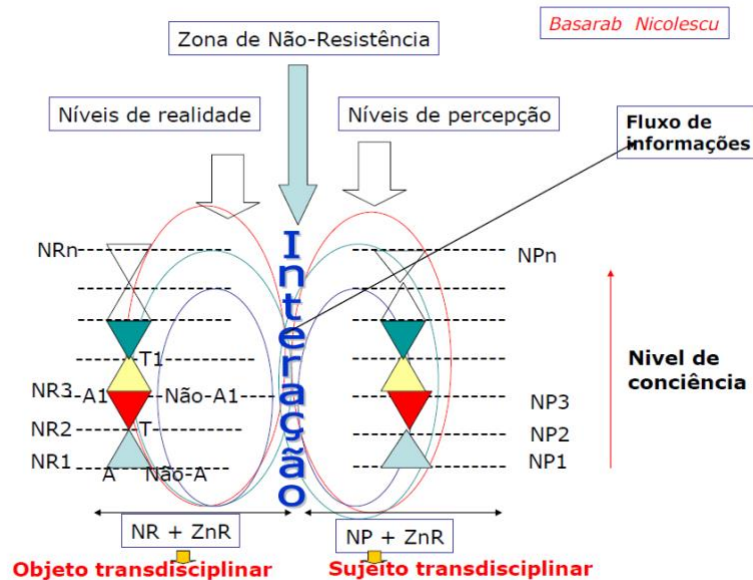 Basarab Nicolescu
Zona de Não-Resistência
Níveis de realidade
Níveis de percepção
Fluxo de
informações
Interação
NRn
T1
NR3
A1
Não-A1
NR2
T
NR1
A
Não-A
NPn
NP3
NP2
NP1
Nivel de
conciência
NR + ZnR
NP + ZnR
Objeto transdisciplinar
Sujeito transdisciplinar